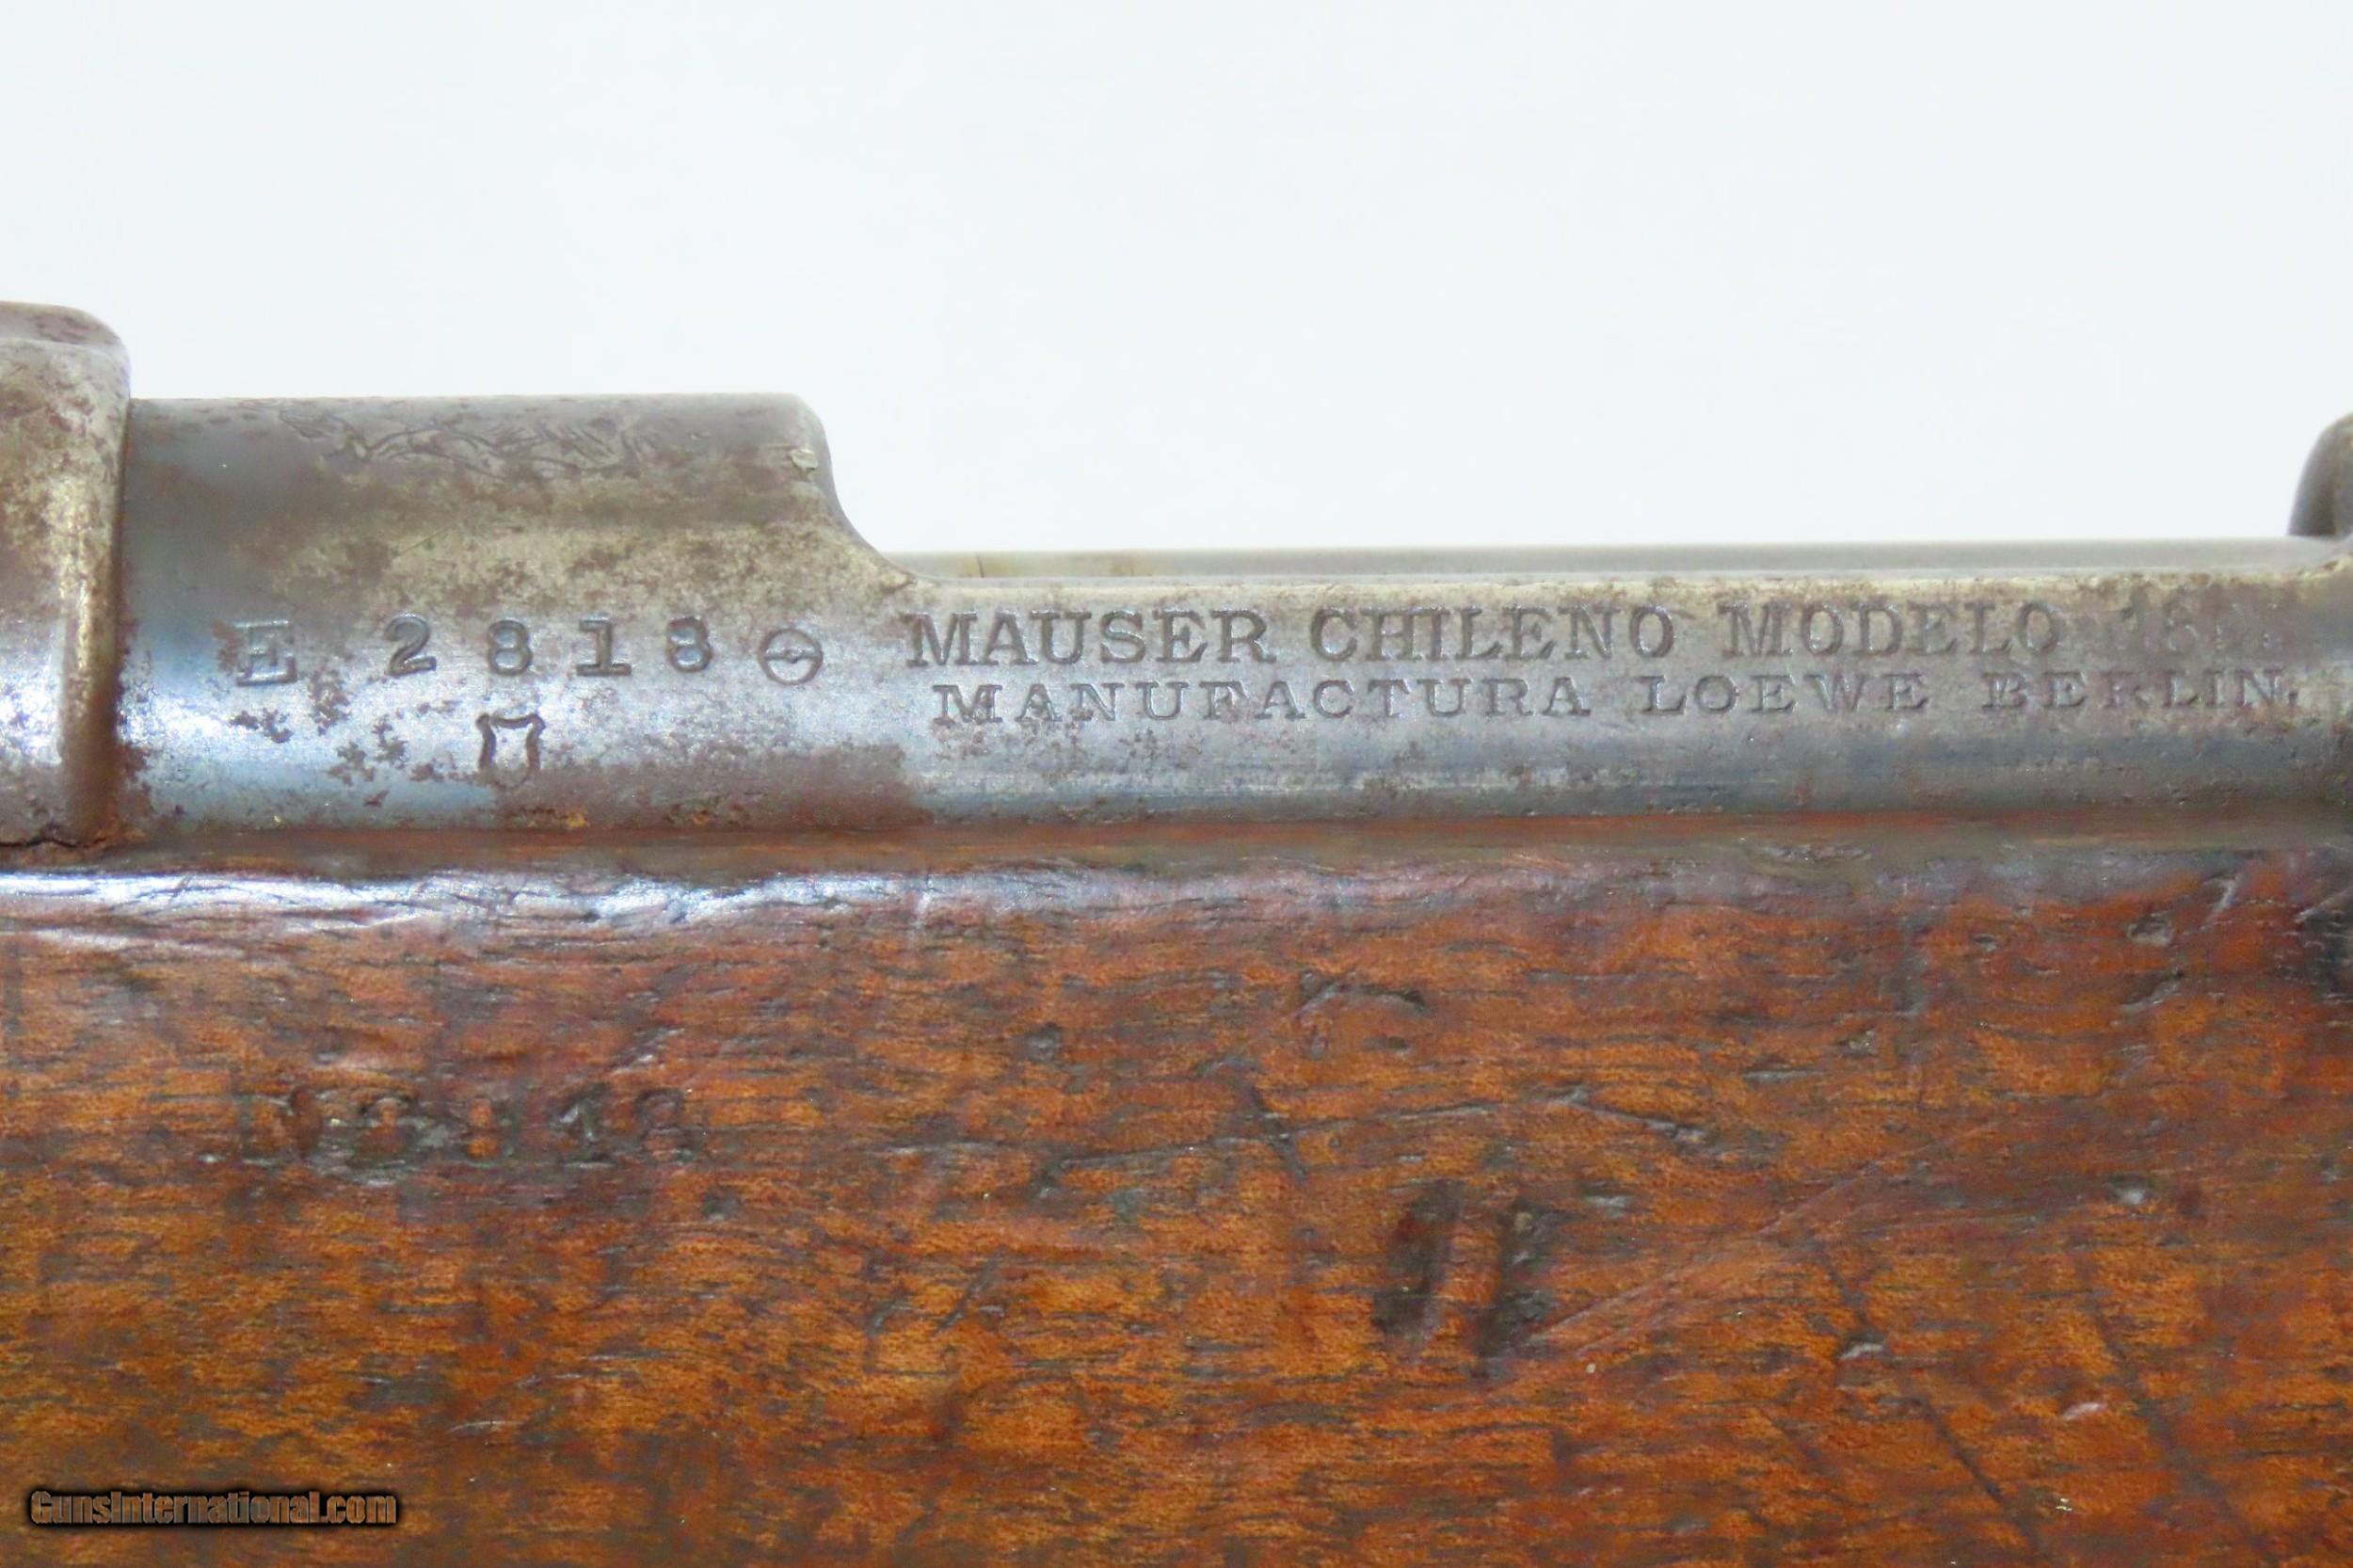 E 2818 MAUSER CHILENO MODELO
MANUFACTURA LOEWE BERLIN.
GunsInternational.com